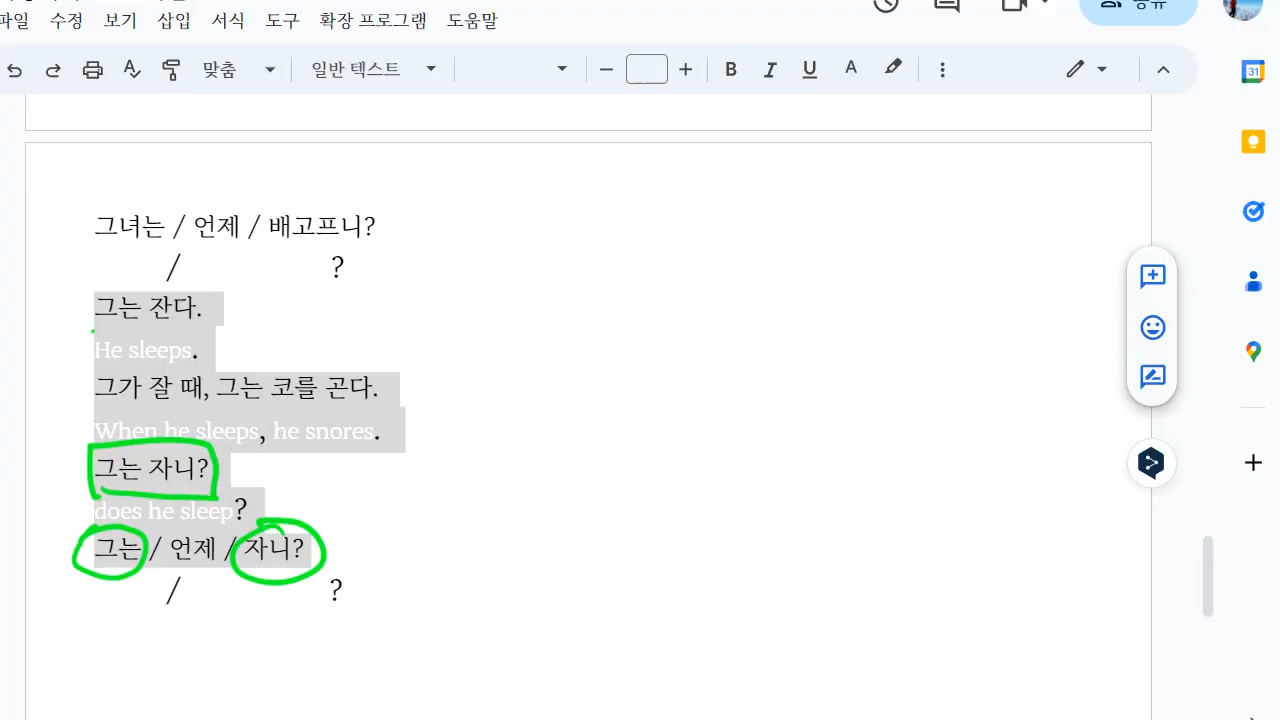 파일 수정 보기 삽입 서식 도구 확장 프로그램 도움말
공유
맞춤 일반 텍스트 B I U A
31
그녀는 / 언제 / 배고프니?
/ ?
그는 잔다.
He sleeps.
그가 잘 때, 그는 코를 곤다.
When he sleeps, he snores.
그는 자니?
does he sleep?
그는 / 언제 / 자니?
/ ?